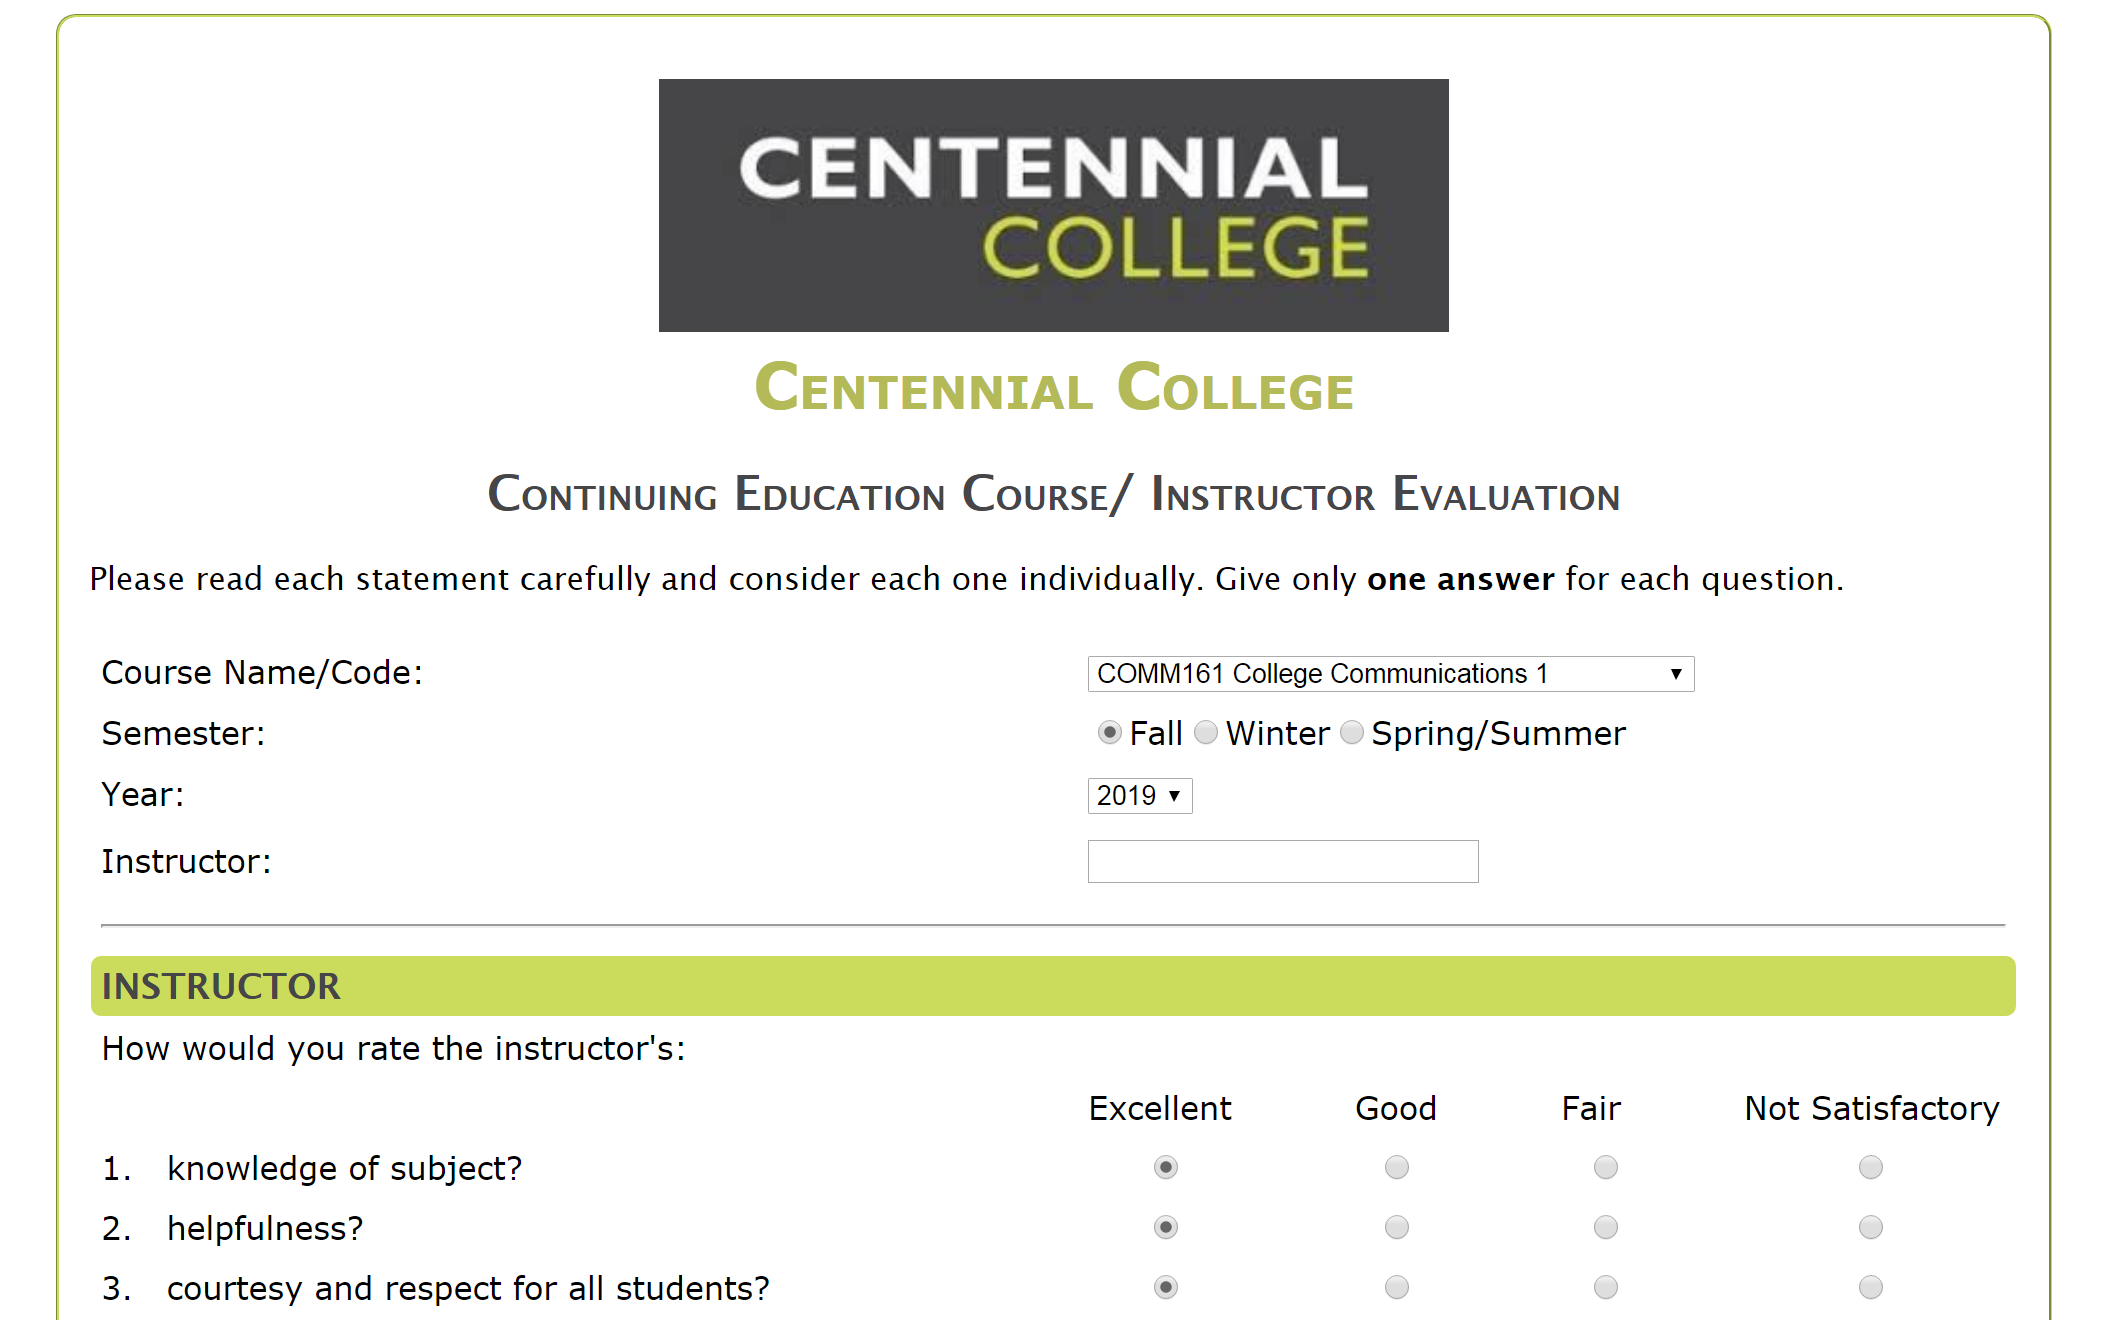 CENTENNIAL
COLLEGE
Centennial College
Continuing Education Course/ Instructor Evaluation
Please read each statement carefully and consider each one individually. Give only one answer for each question.
Course Name/Code: COMM161 College Communications 1
Semester: Fall Winter Spring/Summer
Year: 2019
Instructor:
INSTRUCTOR
How would you rate the instructor's:
Excellent Good Fair Not Satisfactory
1. knowledge of subject?
2. helpfulness?
3. courtesy and respect for all students?